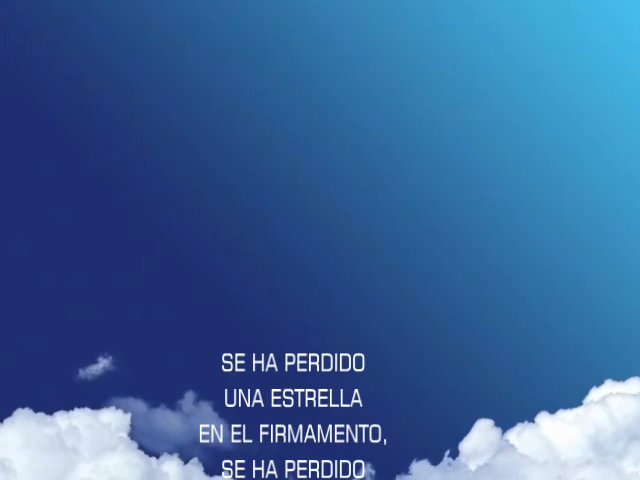 SE HA PERDIDO
UNA ESTRELLA
EN EL FIRMAMENTO,
SE HA PERDIDO